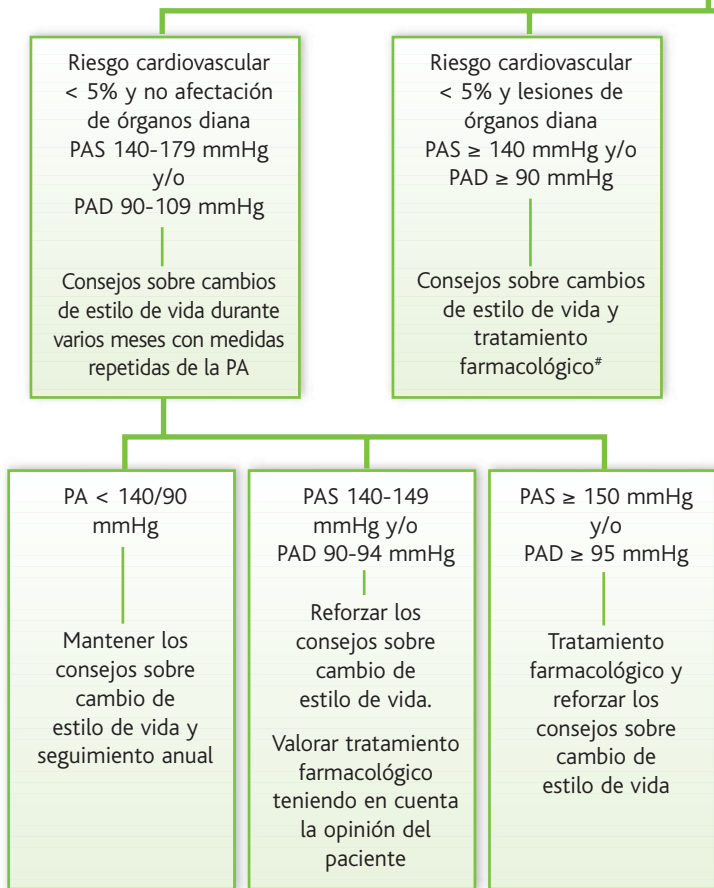 Riesgo cardiovascular
< 5% y no afectación
de órganos diana
PAS 140-179 mmHg
y/o
PAD 90-109 mmHg
Consejos sobre cambios
de estilo de vida durante
varios meses con medidas
repetidas de la PA
Riesgo cardiovascular
< 5% y lesiones de
órganos diana
PAS ≥ 140 mmHg y/o
PAD ≥ 90 mmHg
Consejos sobre cambios
de estilo de vida y
tratamiento
farmacológico#
PA < 140/90
mmHg
Mantener los
consejos sobre
cambio de
estilo de vida y
seguimiento anual
PAS 140-149
mmHg y/o
PAD 90-94 mmHg
Reforzar los
consejos sobre
cambio de
estilo de vida.
Valorar tratamiento
farmacológico
teniendo en cuenta
la opinión del
paciente
PAS ≥ 150 mmHg
y/o
PAD ≥ 95 mmHg
Tratamiento
farmacológico y
reforzar los
consejos sobre
cambio de
estilo de vida